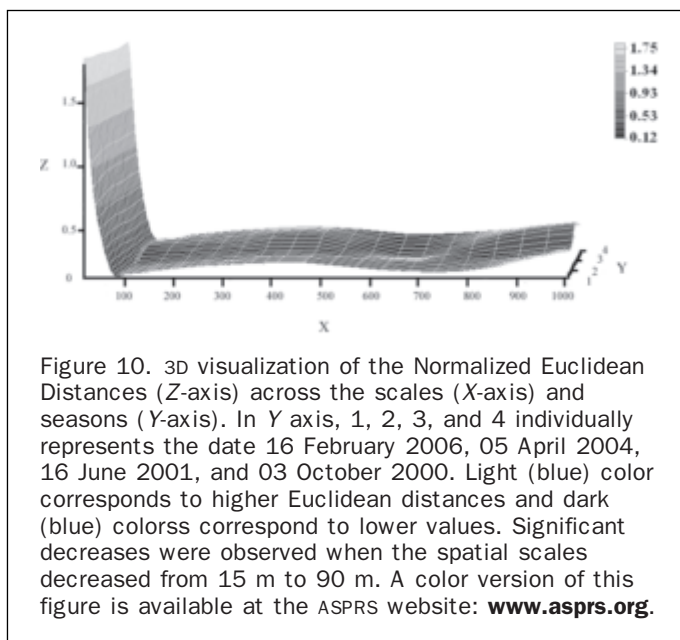 1.75
1.34
0.93
0.53
0.12
1.5
Z 1.0
0.5
0
100 200 300 400 500 600 700 800 900 1000
1 2 3 4 Y
X
Figure 10. 3D visualization of the Normalized Euclidean
Distances (Z-axis) across the scales (X-axis) and
seasons (Y-axis). In Y axis, 1, 2, 3, and 4 individually
represents the date 16 February 2006, 05 April 2004,
16 June 2001, and 03 October 2000. Light (blue) color
corresponds to higher Euclidean distances and dark
(blue) colorss correspond to lower values. Significant
decreases were observed when the spatial scales
decreased from 15 m to 90 m. A color version of this
figure is available at the ASPRS website: www.asprs.org.